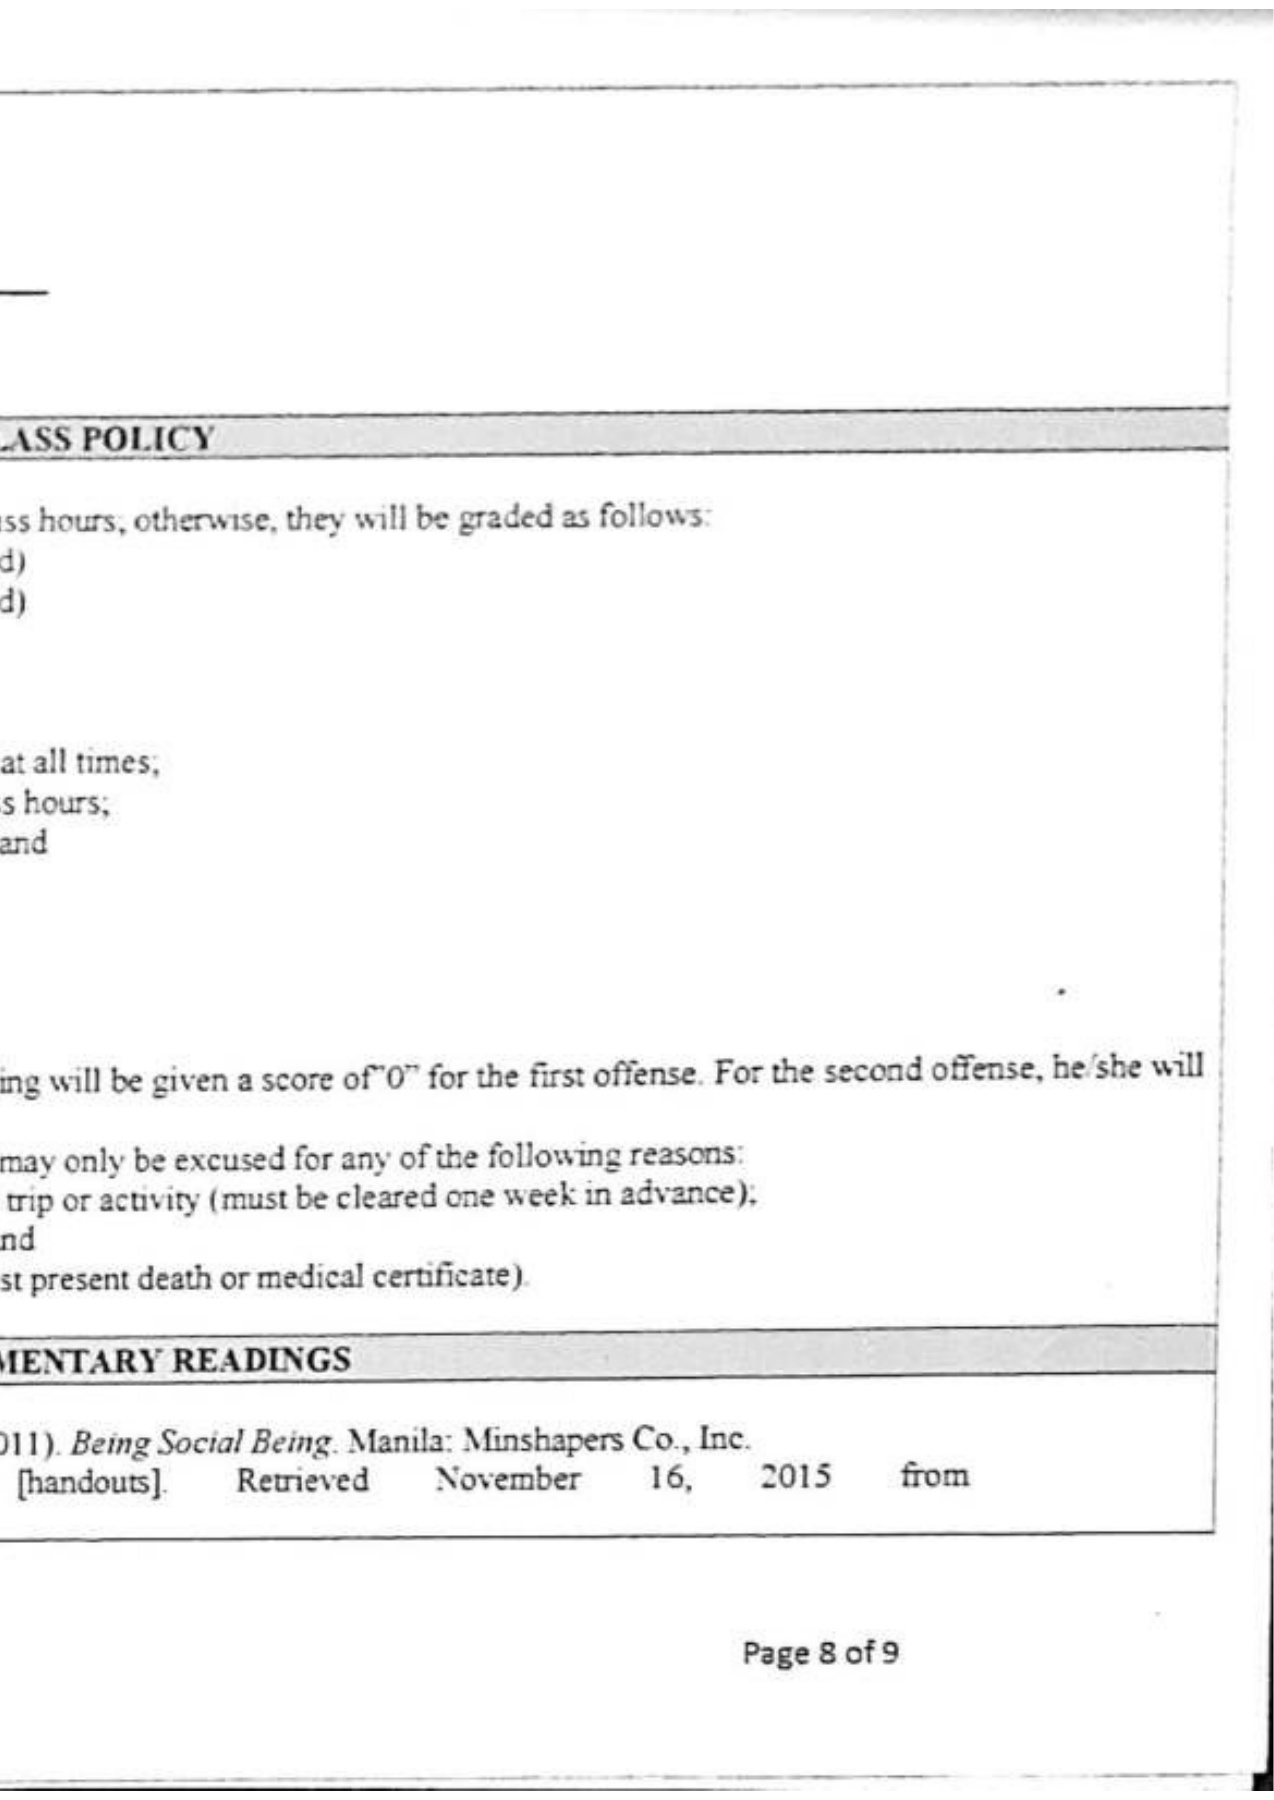 LASS POLICY
ss hours; otherwise, they will be graded as follows:
d)
d)
at all times;
s hours;
and
ing will be given a score of "0" for the first offense. For the second offense, he/she will
may only be excused for any of the following reasons:
trip or activity (must be cleared one week in advance);
nd
st present death or medical certificate).
MENTARY READINGS
011). Being Social Being. Manila: Minshapers Co., Inc.
[handouts]. Retrieved November 16, 2015 from
Page 8 of 9